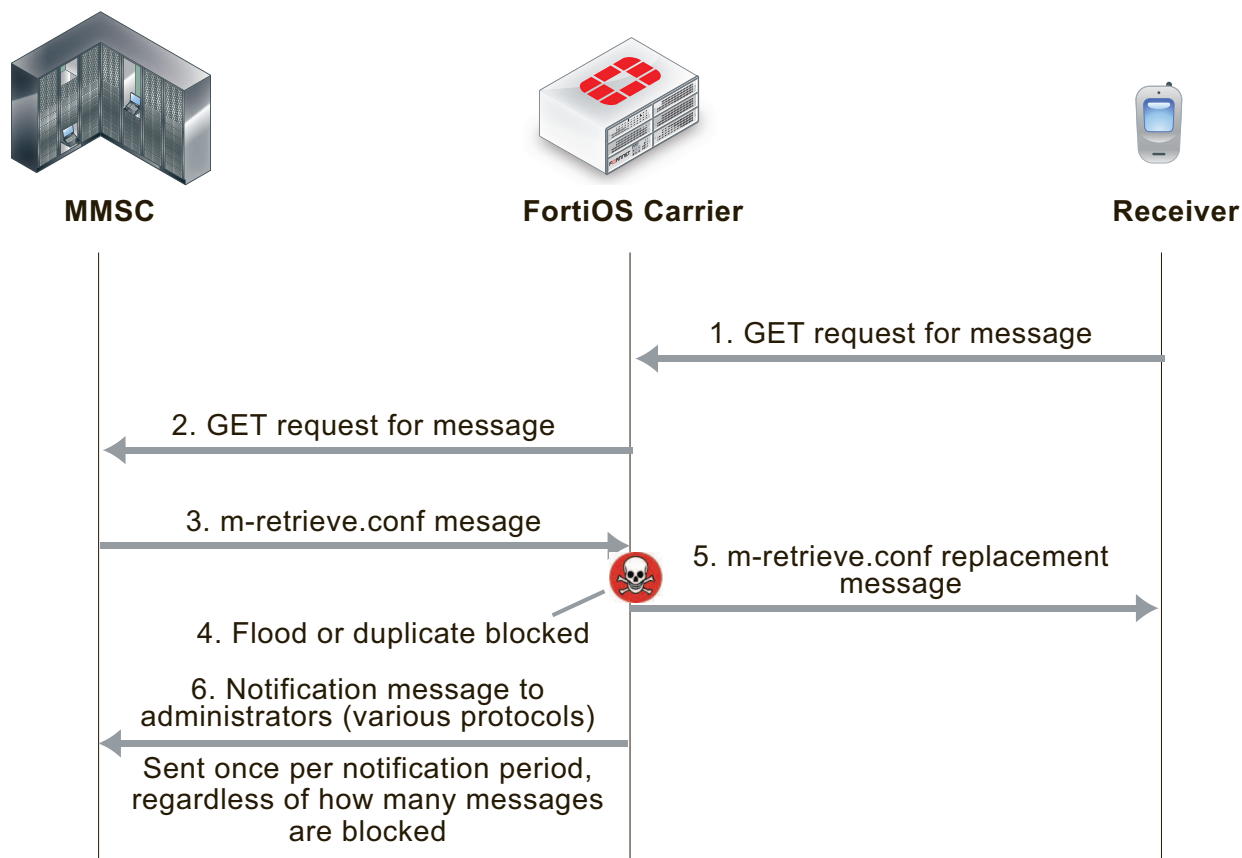 MMSC
FortiOS Carrier
Receiver
1. GET request for message
2. GET request for message
3. m-retrieve.conf mesage
5. m-retrieve.conf replacement
message
4. Flood or duplicate blocked
6. Notification message to
administrators (various protocols)
Sent once per notification period,
regardless of how many messages
are blocked